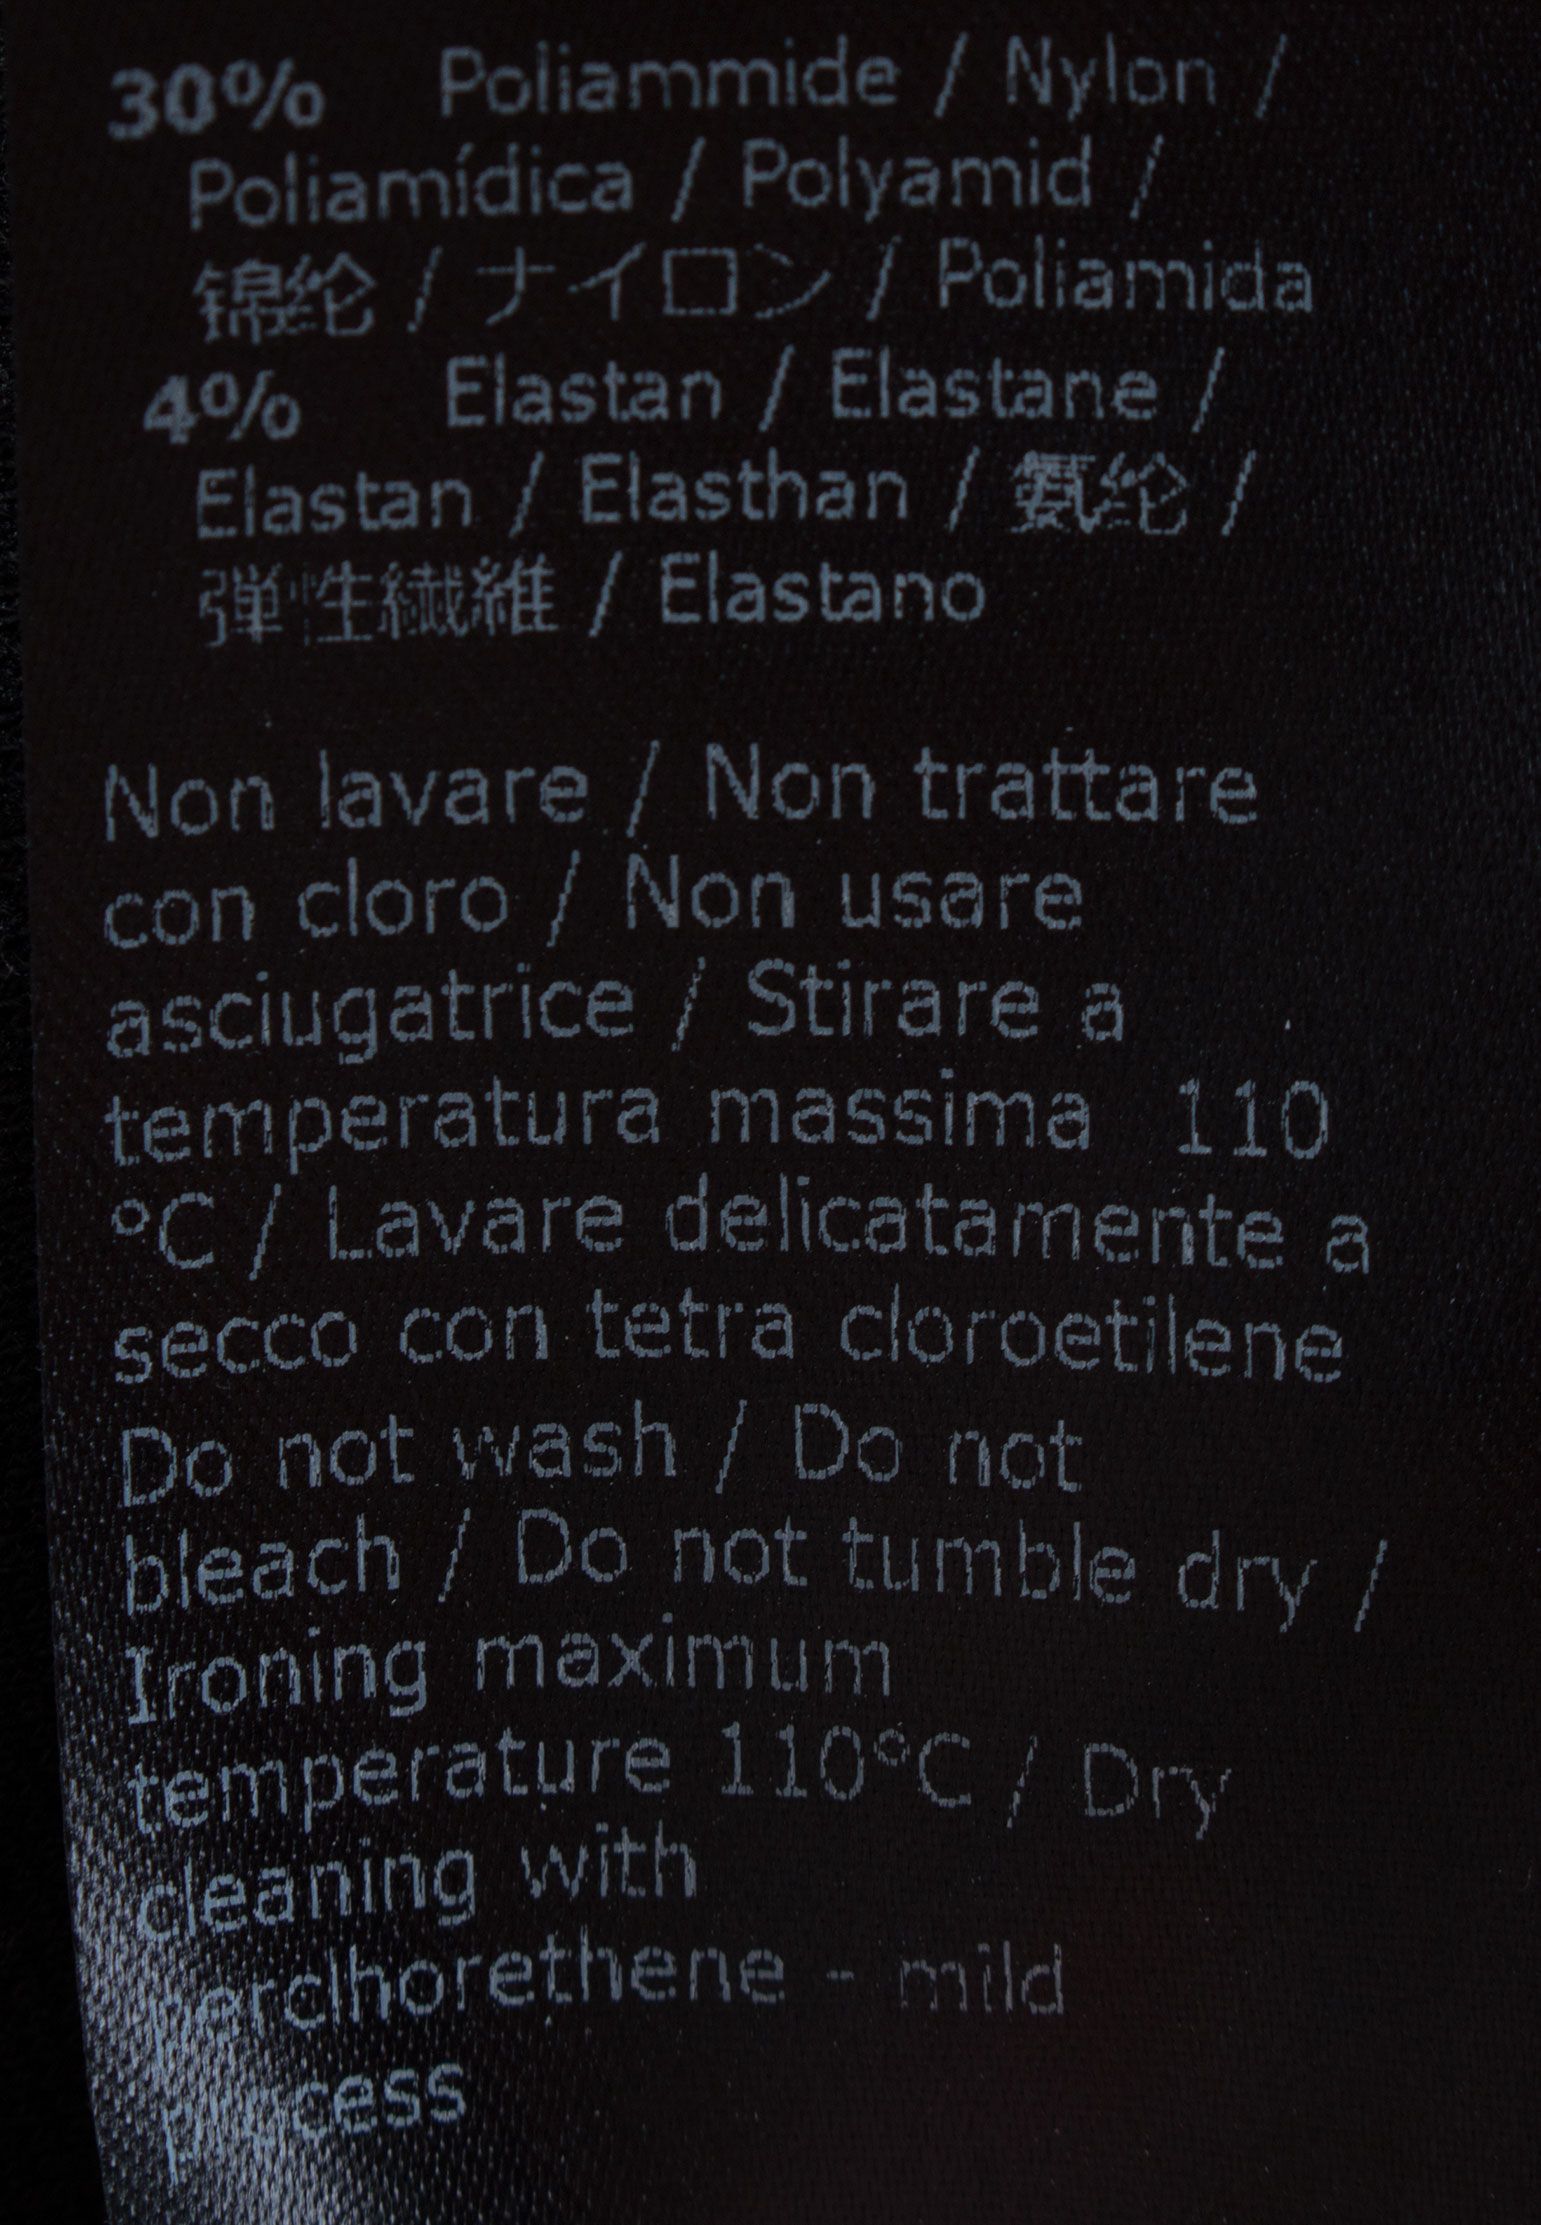 30% Poliammide / Nylon /
Poliamídica / Polyamid /
锦纶 / ナイロン / Poliamida
4% Elastan / Elastane /
Elastan / Elasthan / 氨纶 /
弾性繊維 / Elastano
Non lavare / Non trattare
con cloro / Non usare
asciugatrice / Stirare a
temperatura massima 110
°C / Lavare delicatamente a
secco con tetra cloroetilene
Do not wash / Do not
bleach / Do not tumble dry /
Ironing maximum
temperature 110°C / Dry
cleaning with
perclhorethene - mild
process